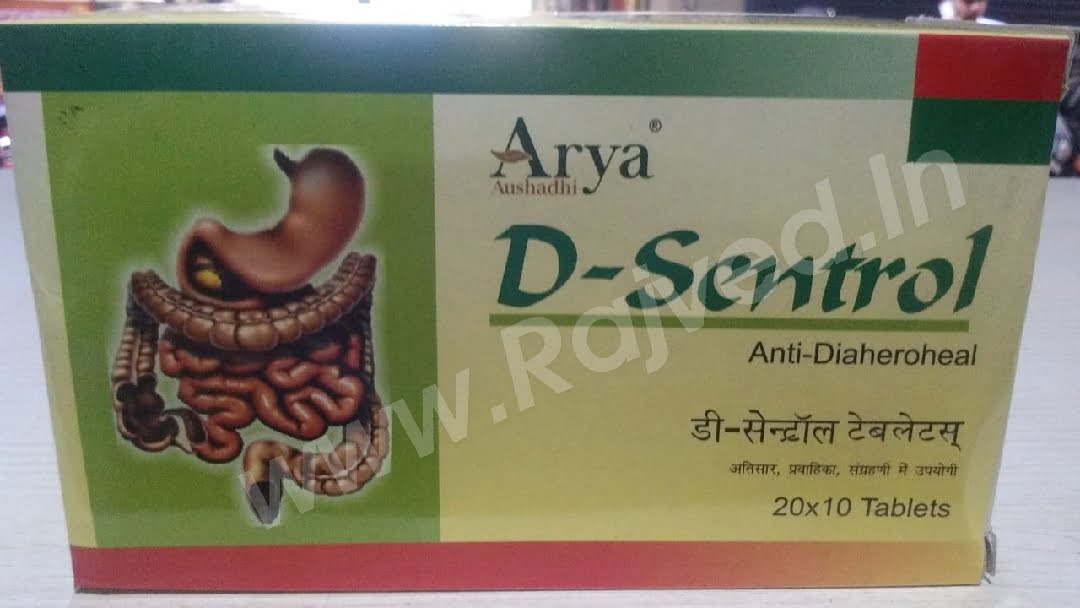 Arya®
Aushadhi
D-Sentrol
Anti-Diaheroheal
डी-सेन्ट्रॉल टेबलेटस्
अतिसार, प्रवाहिका, संग्रहणी में उपयोगी
20x10 Tablets
www.Rajved.In